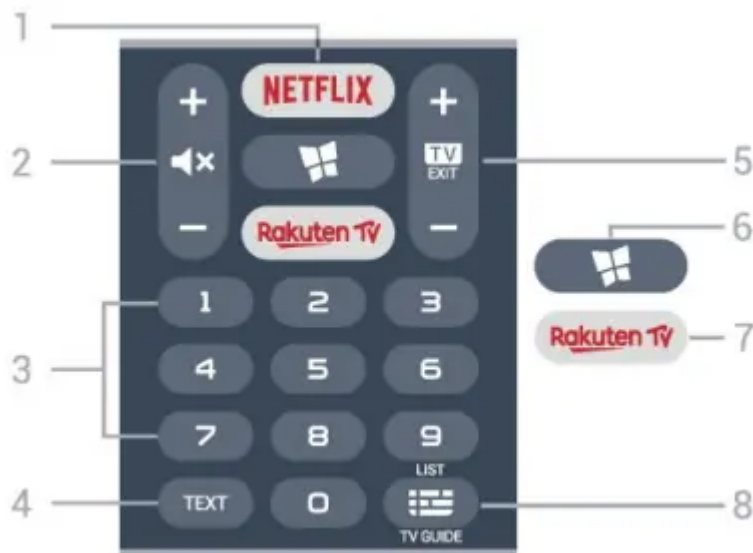 1
NETFLIX
+ +
2
TV
EXIT
5
- -
6
Rakuten TV
1 2 3
Rakuten TV
7
3
4 5 6
7 8 9
LIST
4
TEXT 0
8
TV GUIDE